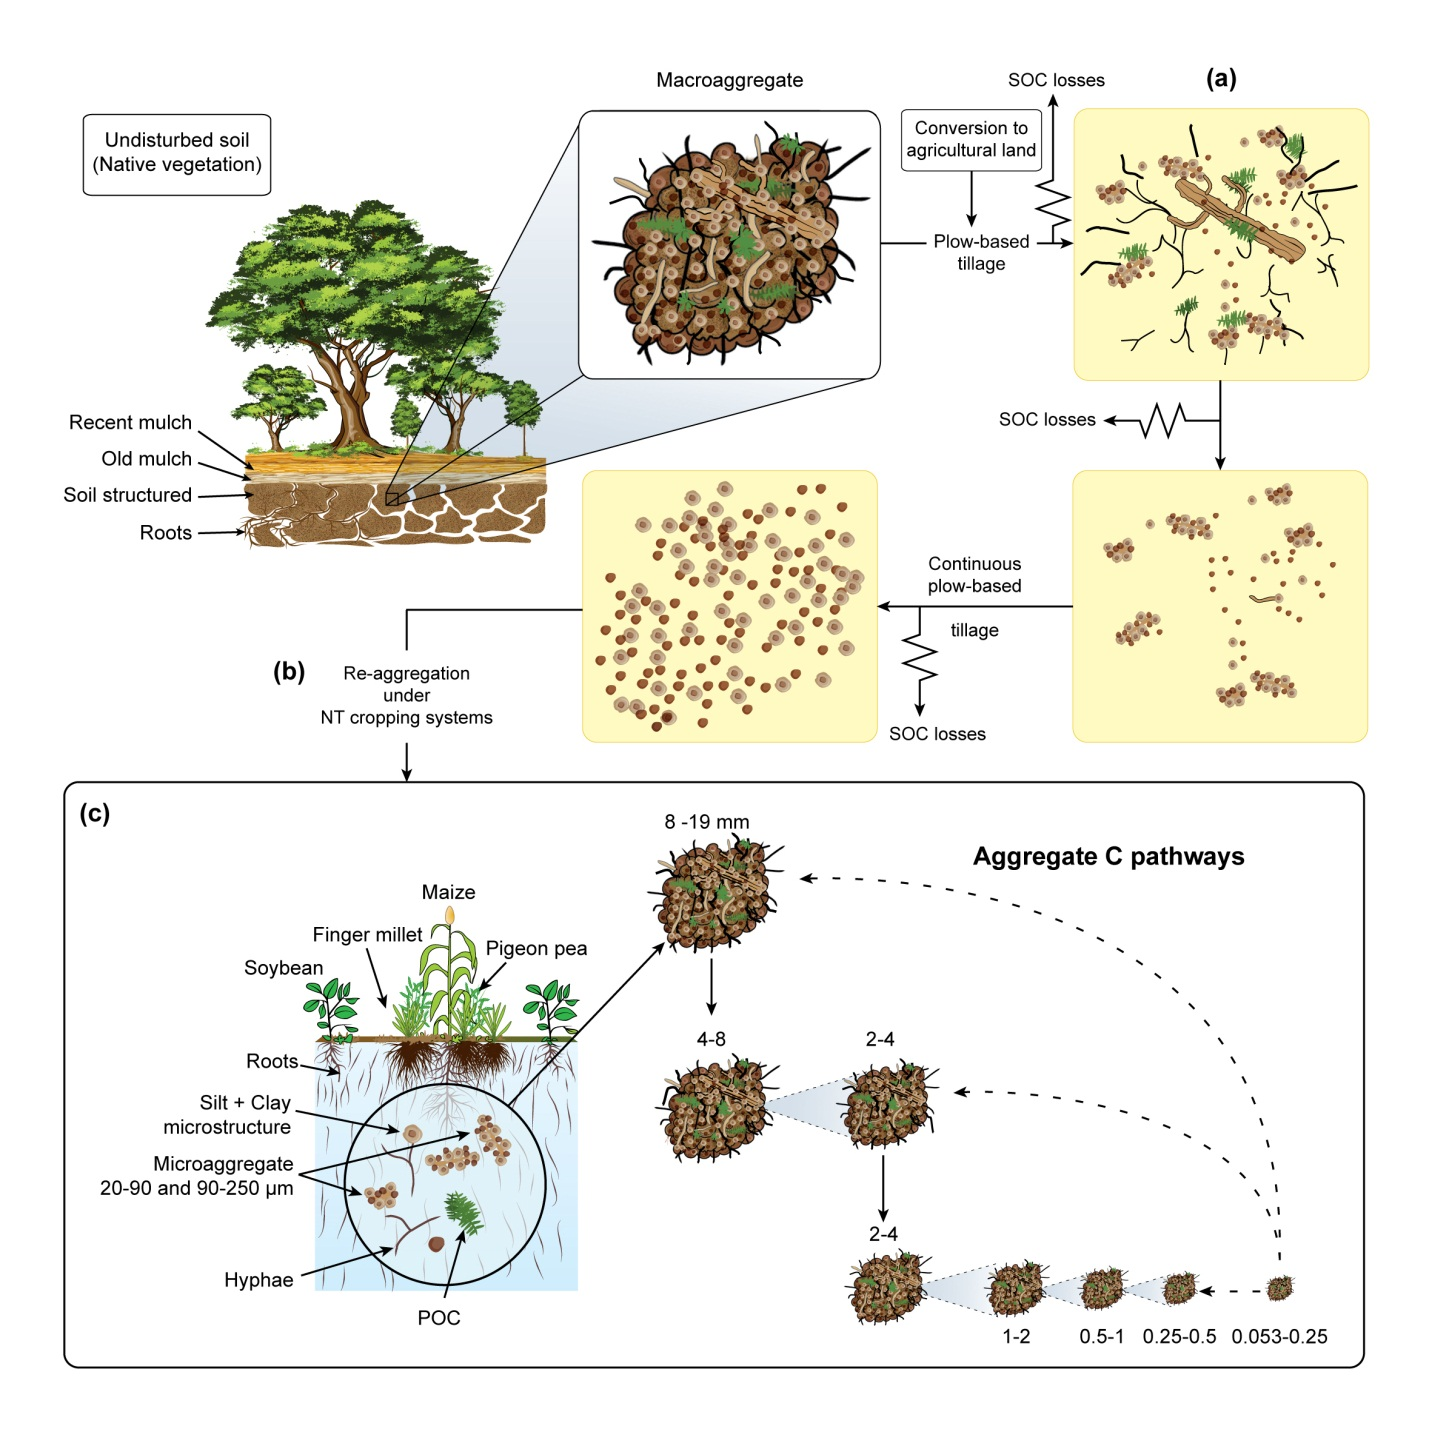 Macroaggregate
SOC losses
(a)
Undisturbed soil
(Native vegetation)
Conversion to
agricultural land
Plow-based
tillage
Recent mulch
Old mulch
Soil structured
Roots
SOC losses
Continuous
plow-based
tillage
SOC losses
(b)
Re-aggregation
under
NT cropping systems
(c)
8 -19 mm
Aggregate C pathways
Maize
Finger millet
Pigeon pea
Soybean
Roots
Silt + Clay
microstructure
Microaggregate
20-90 and 90-250 µm
Hyphae
POC
4-8
2-4
2-4
1-2
0.5-1
0.25-0.5
0.053-0.25